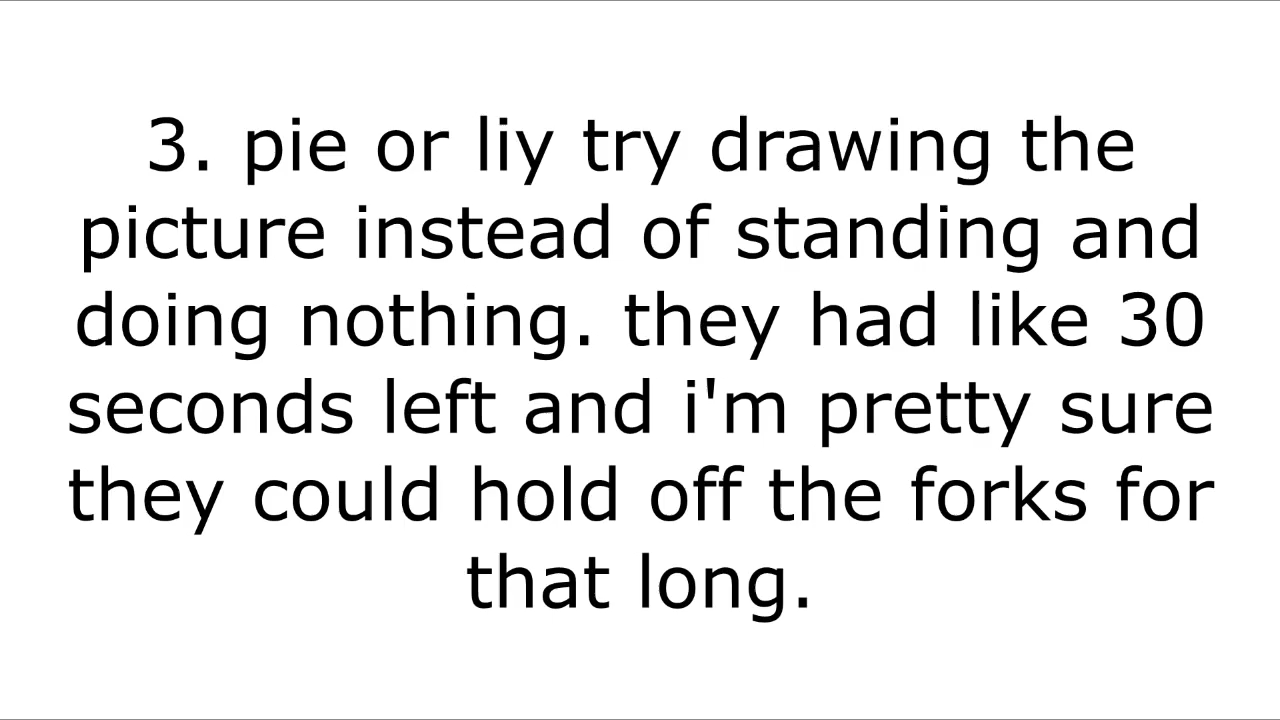 3. pie or liy try drawing the
picture instead of standing and
doing nothing. they had like 30
seconds left and i'm pretty sure
they could hold off the forks for
that long.